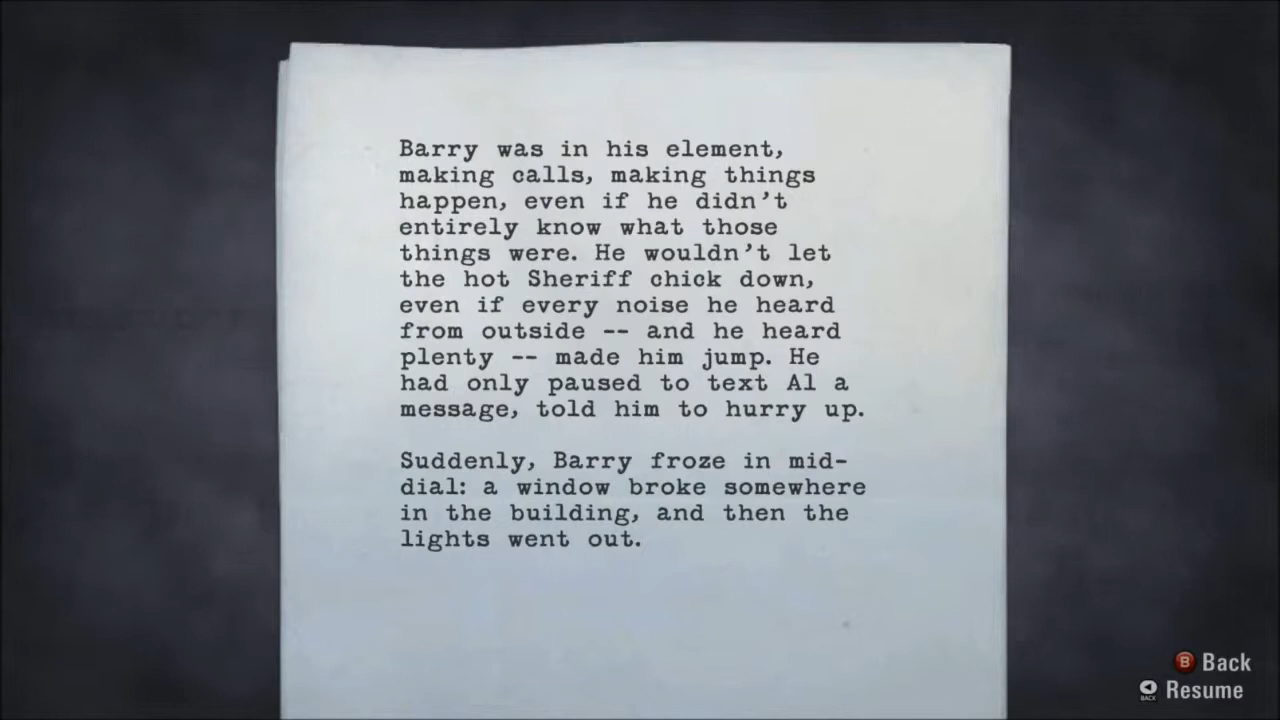 Barry was in his element,
making calls, making things
happen, even if he didn't
entirely know what those
things were. He wouldn't let
the hot Sheriff chick down,
even if every noise he heard
from outside -- and he heard
plenty -- made him jump. He
had only paused to text Al a
message, told him to hurry up.
Suddenly, Barry froze in mid-
dial: a window broke somewhere
in the building, and then the
lights went out.
B Back
BACK Resume